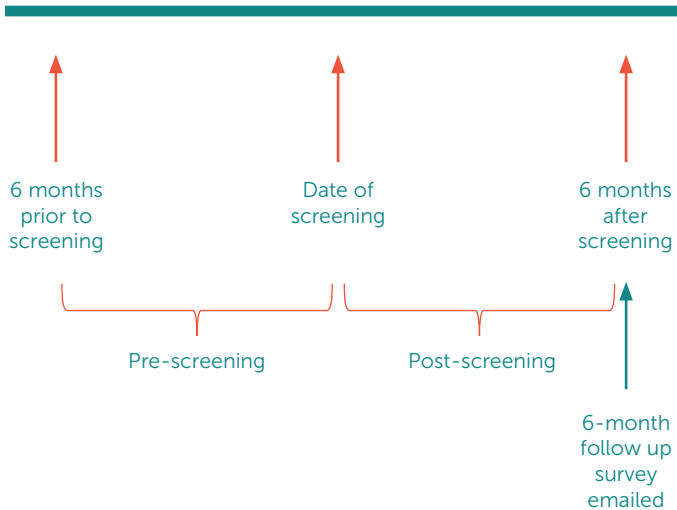 6 months
prior to
screening
Date of
screening
6 months
after
screening
Pre-screening
Post-screening
6-month
follow up
survey
emailed